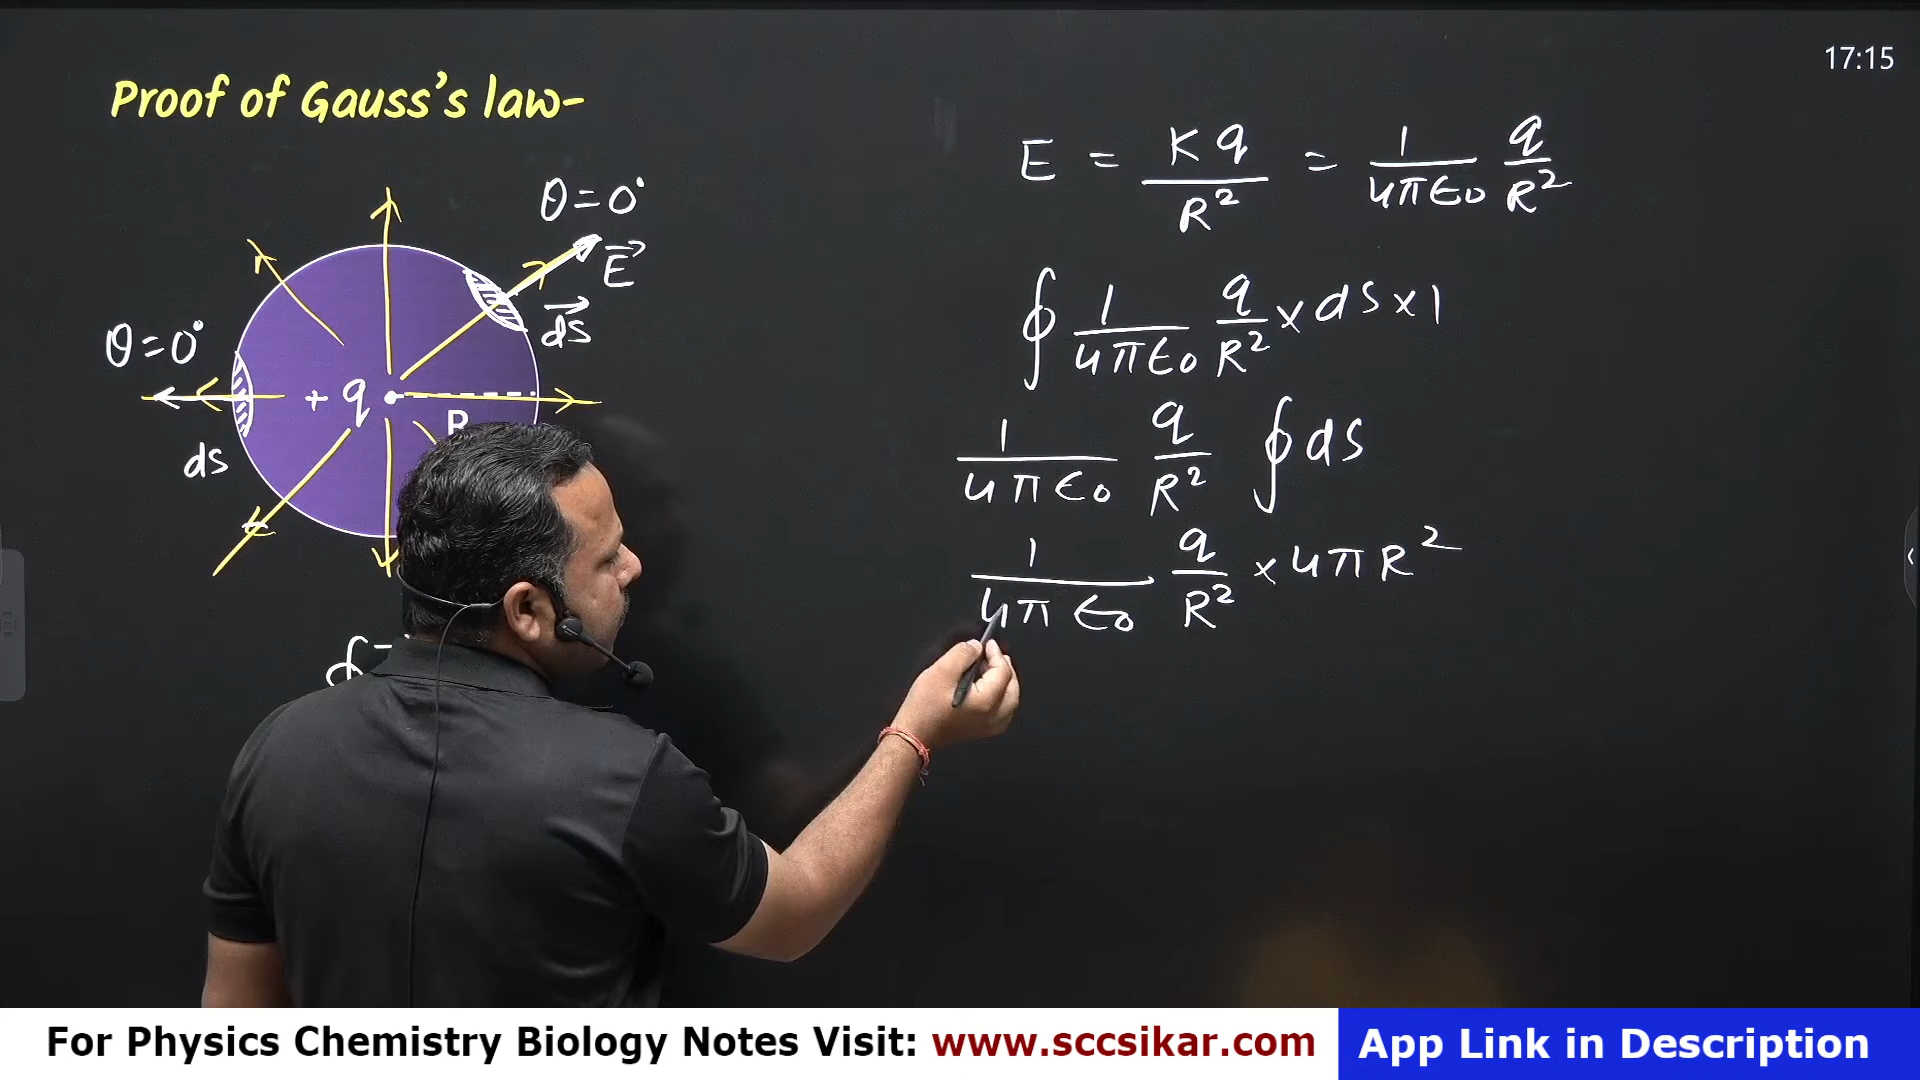 17:15
Proof of Gauss's law-
θ = 0°
E⃗
ds⃗
θ = 0°
+ q
R
ds
∮
E = Kq/R² = 1/4πϵ₀ q/R²
∮ 1/4πϵ₀ q/R² × ds × 1
1/4πϵ₀ q/R² ∮ ds
1/4πϵ₀ q/R² × 4πR²
For Physics Chemistry Biology Notes Visit: www.sccsikar.com
App Link in Description